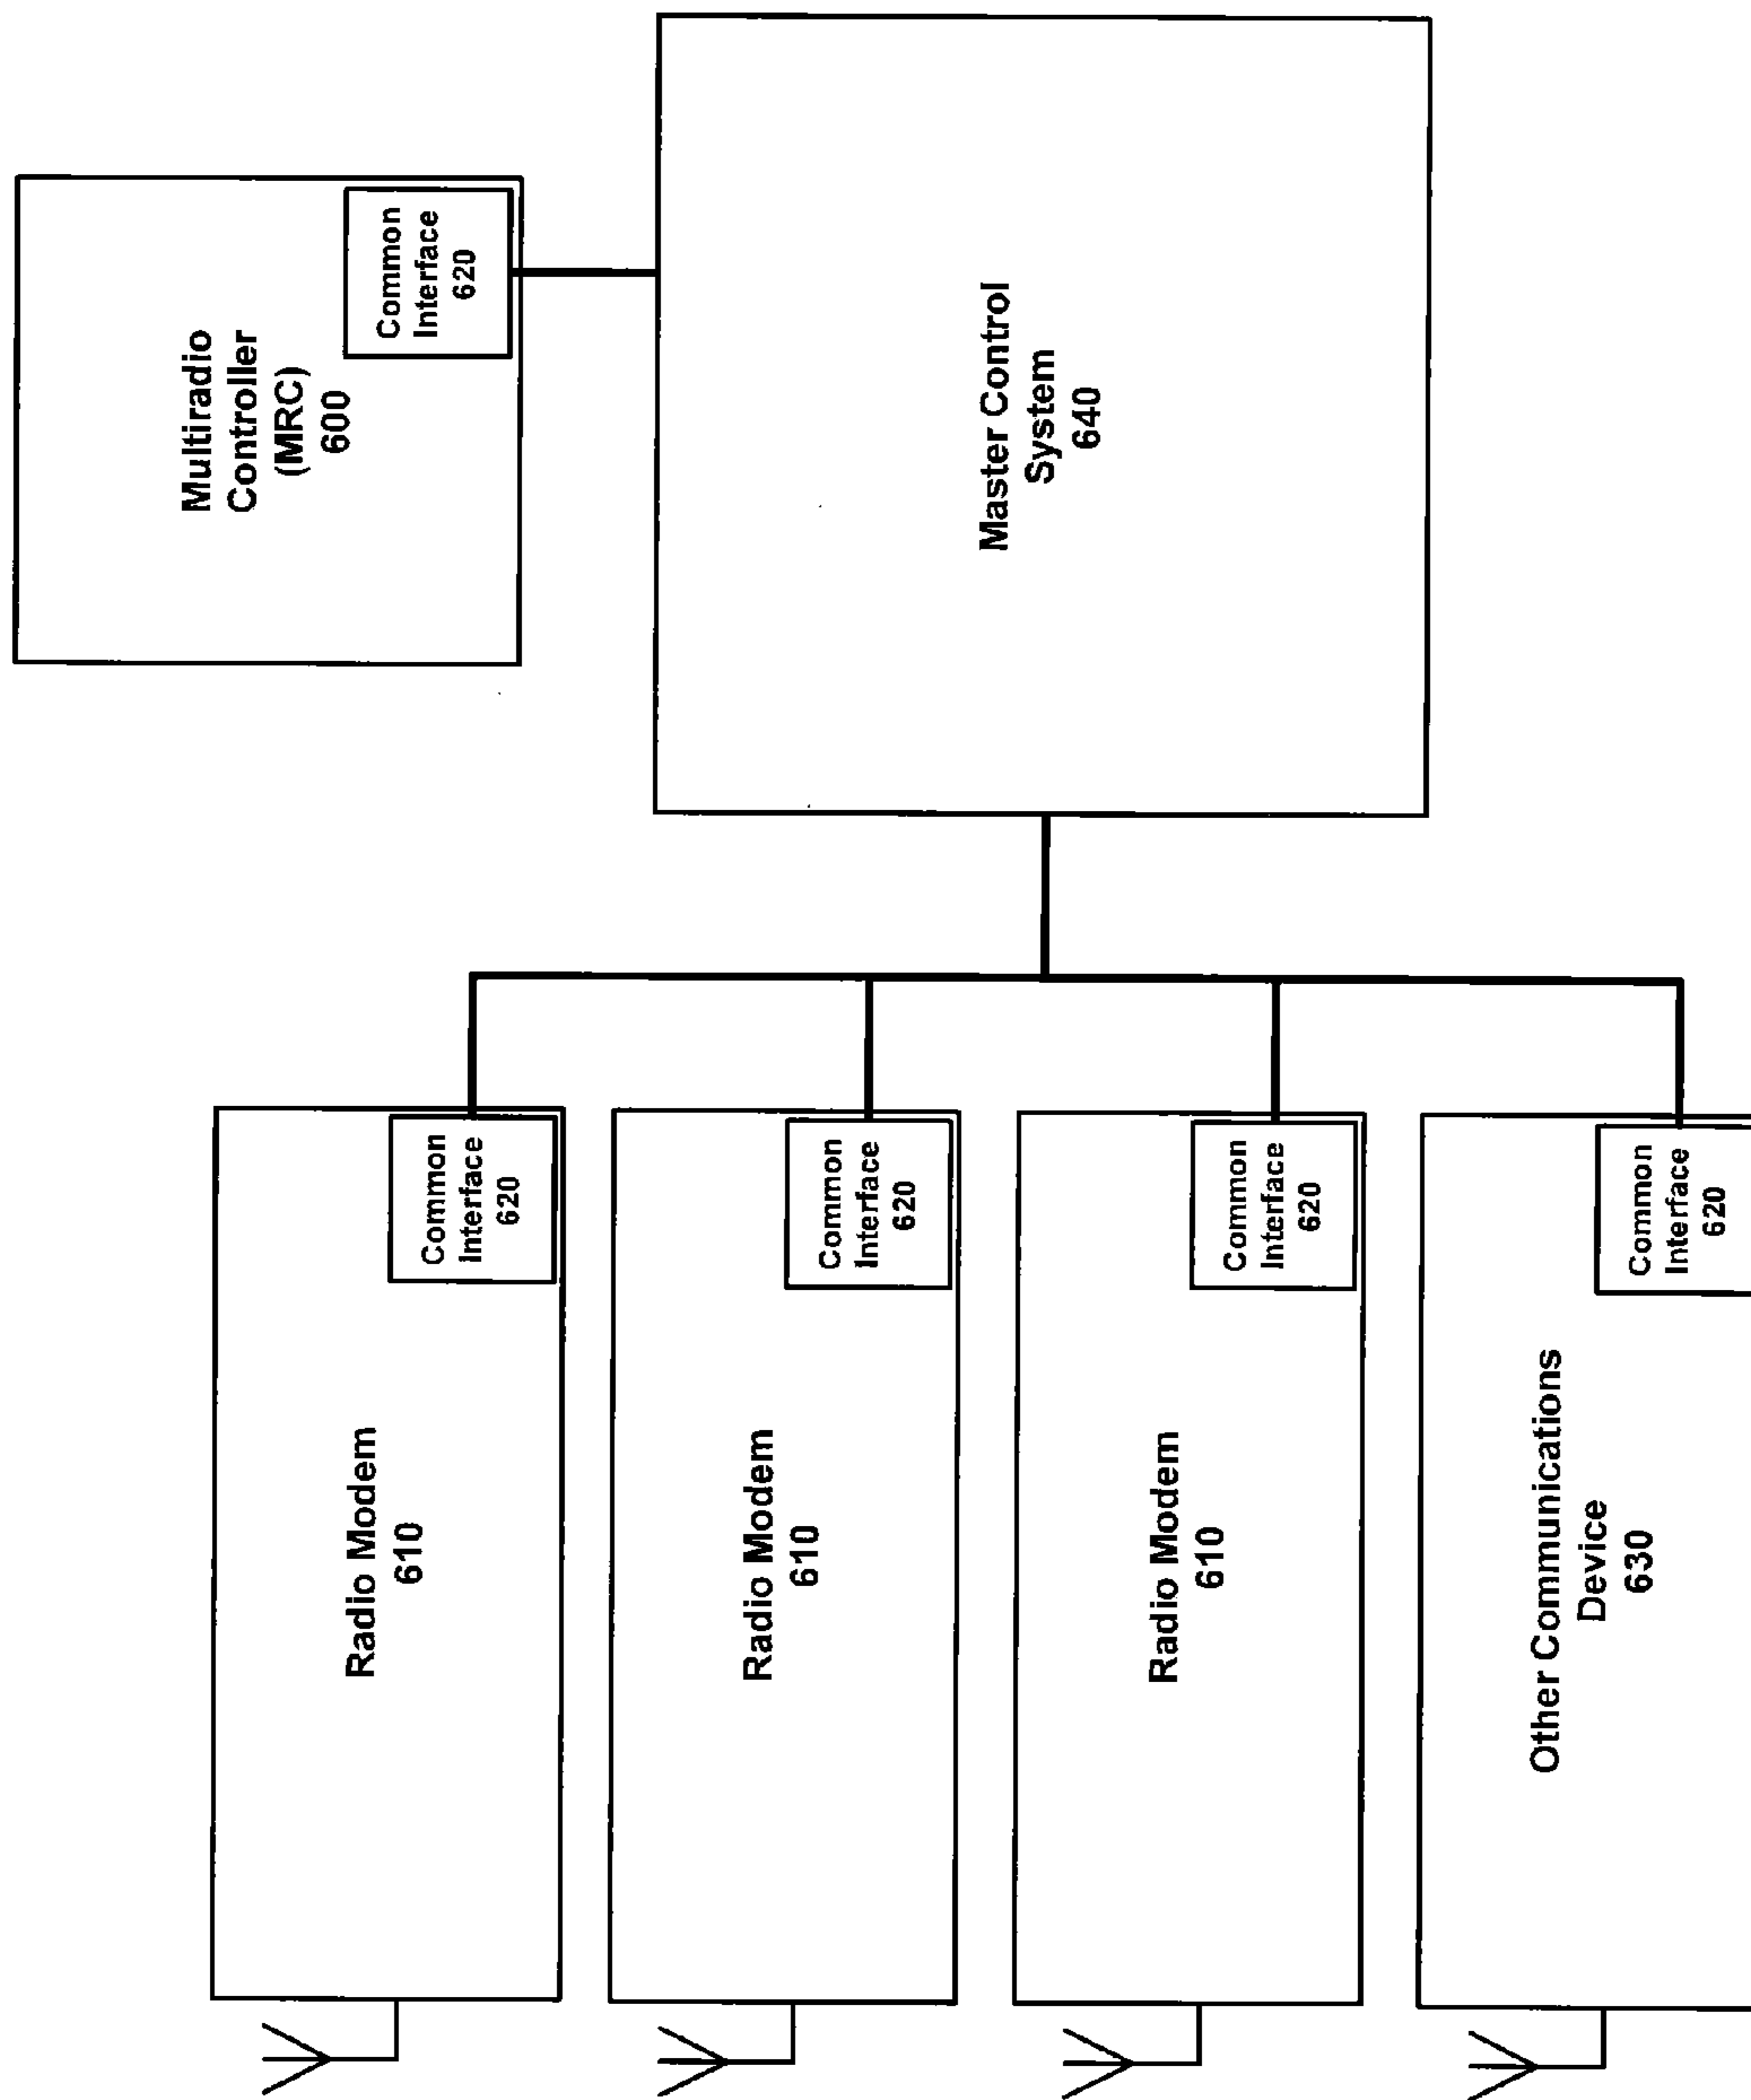 Multiradio
Controller
(MRC)
600
Common
Interface
620
Master Control
System
640
Radio Modem
610
Common
Interface
620
Radio Modem
610
Common
Interface
620
Radio Modem
610
Common
Interface
620
Other Communications
Device
630
Common
Interface
620